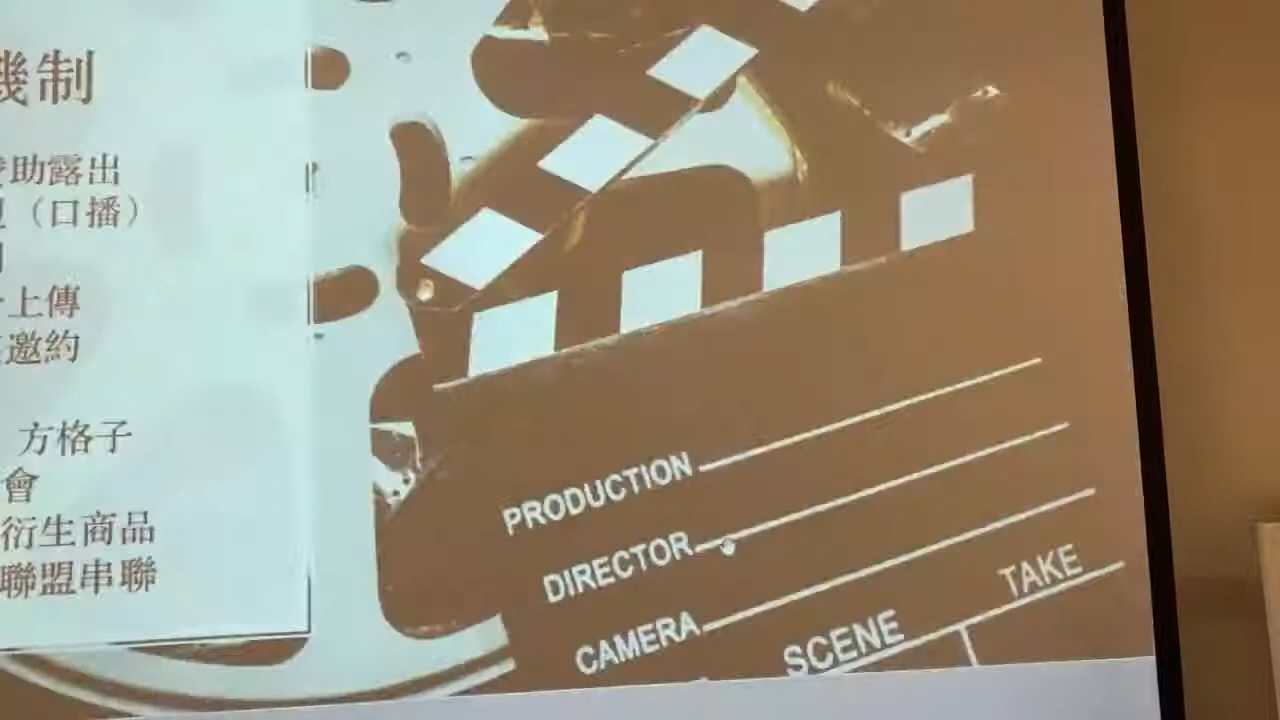 機制
助露出
（口播）
上傳
邀約
方格子
會
衍生商品
聯盟串聯
PRODUCTION
DIRECTOR
CAMERA
SCENE
TAKE